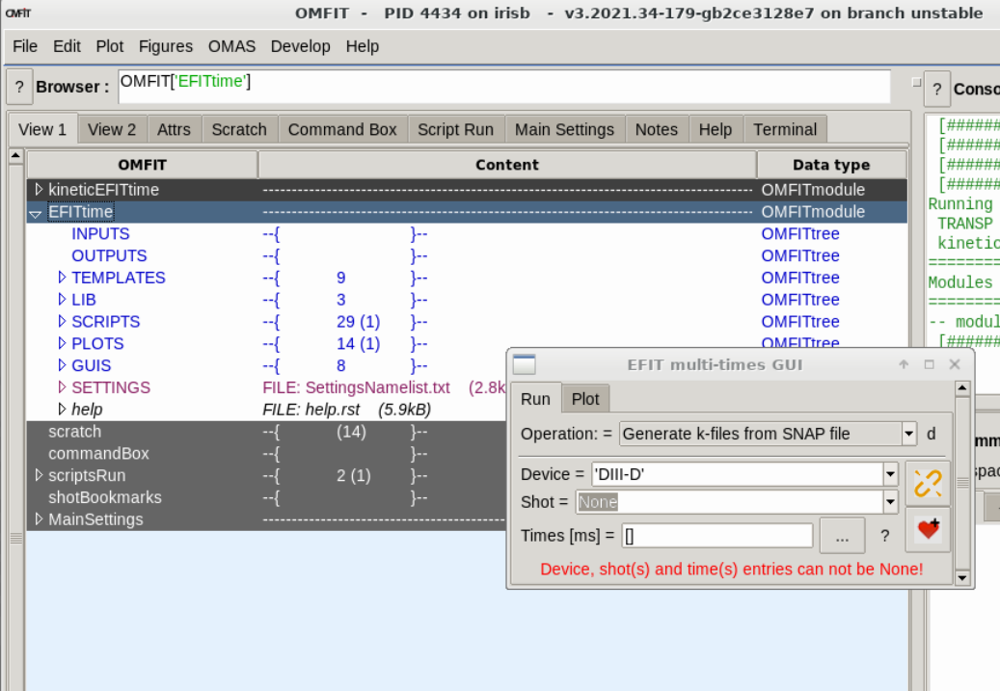 OMFIT
OMFIT - PID 4434 on irisb - v3.2021.34-179-gb2ce3128e7 on branch unstable
File Edit Plot Figures OMAS Develop Help
? Browser : OMFIT['EFITtime'] ? Conso
View 1 View 2 Attrs Scratch Command Box Script Run Main Settings Notes Help Terminal
OMFIT Content Data type
kineticEFITtime OMFITmodule
EFITtime OMFITmodule
INPUTS --{ }-- OMFITtree
OUTPUTS --{ }-- OMFITtree
TEMPLATES --{ 9 }-- OMFITtree
LIB --{ 3 }-- OMFITtree
SCRIPTS --{ 29 (1) }-- OMFITtree
PLOTS --{ 14 (1) }-- OMFITtree
GUIS --{ 8 }--
SETTINGS FILE: SettingsNamelist.txt (2.8k
help FILE: help.rst (5.9kB)
scratch --{ (14) }--
commandBox --{ }--
scriptsRun --{ 2 (1) }--
shotBookmarks --{ }--
MainSettings
[######
[######
[######
[######
Running
TRANSP
kinetic
=======
Modules
=======
-- modul
[######
mm
spac
EFIT multi-times GUI
Run Plot
Operation: = Generate k-files from SNAP file d
Device = 'DIII-D'
Shot = None
Times [ms] = [] ... ?
Device, shot(s) and time(s) entries can not be None!